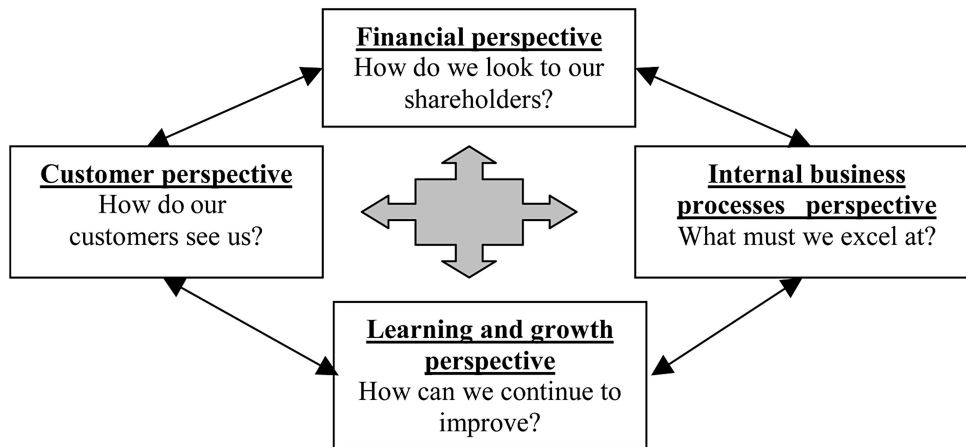 Financial perspective
How do we look to our
shareholders?
Customer perspective
How do our
customers see us?
Internal business
processes perspective
What must we excel at?
Learning and growth
perspective
How can we continue to
improve?